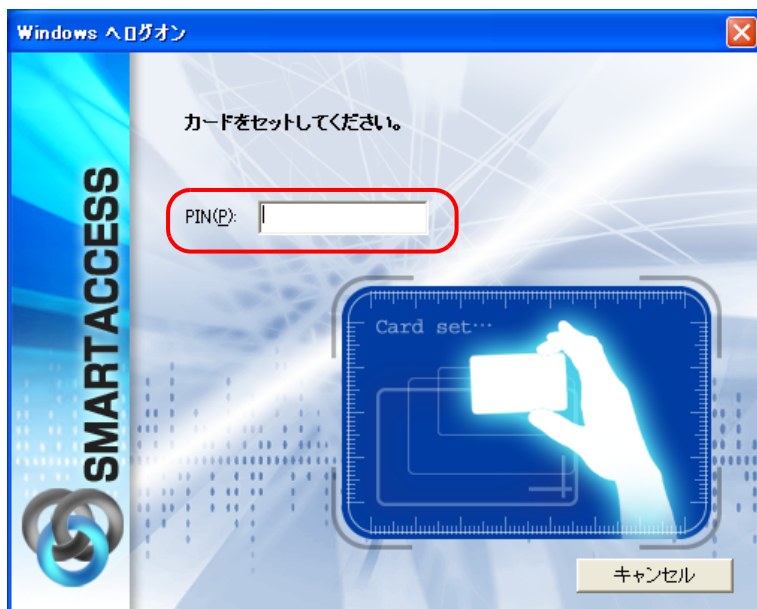 Windows へログオン
カードをセットしてください。
PIN(P):
SMARTACCESS
Card set…
キャンセル